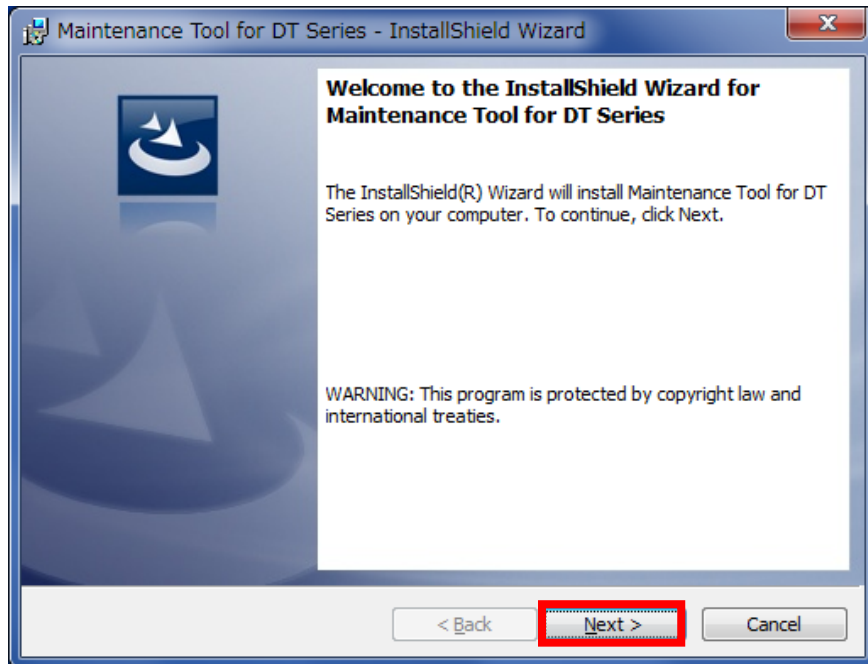 Maintenance Tool for DT Series - InstallShield Wizard
X
Welcome to the InstallShield Wizard for
Maintenance Tool for DT Series
The InstallShield(R) Wizard will install Maintenance Tool for DT
Series on your computer. To continue, click Next.
WARNING: This program is protected by copyright law and
international treaties.
< Back
Next >
Cancel